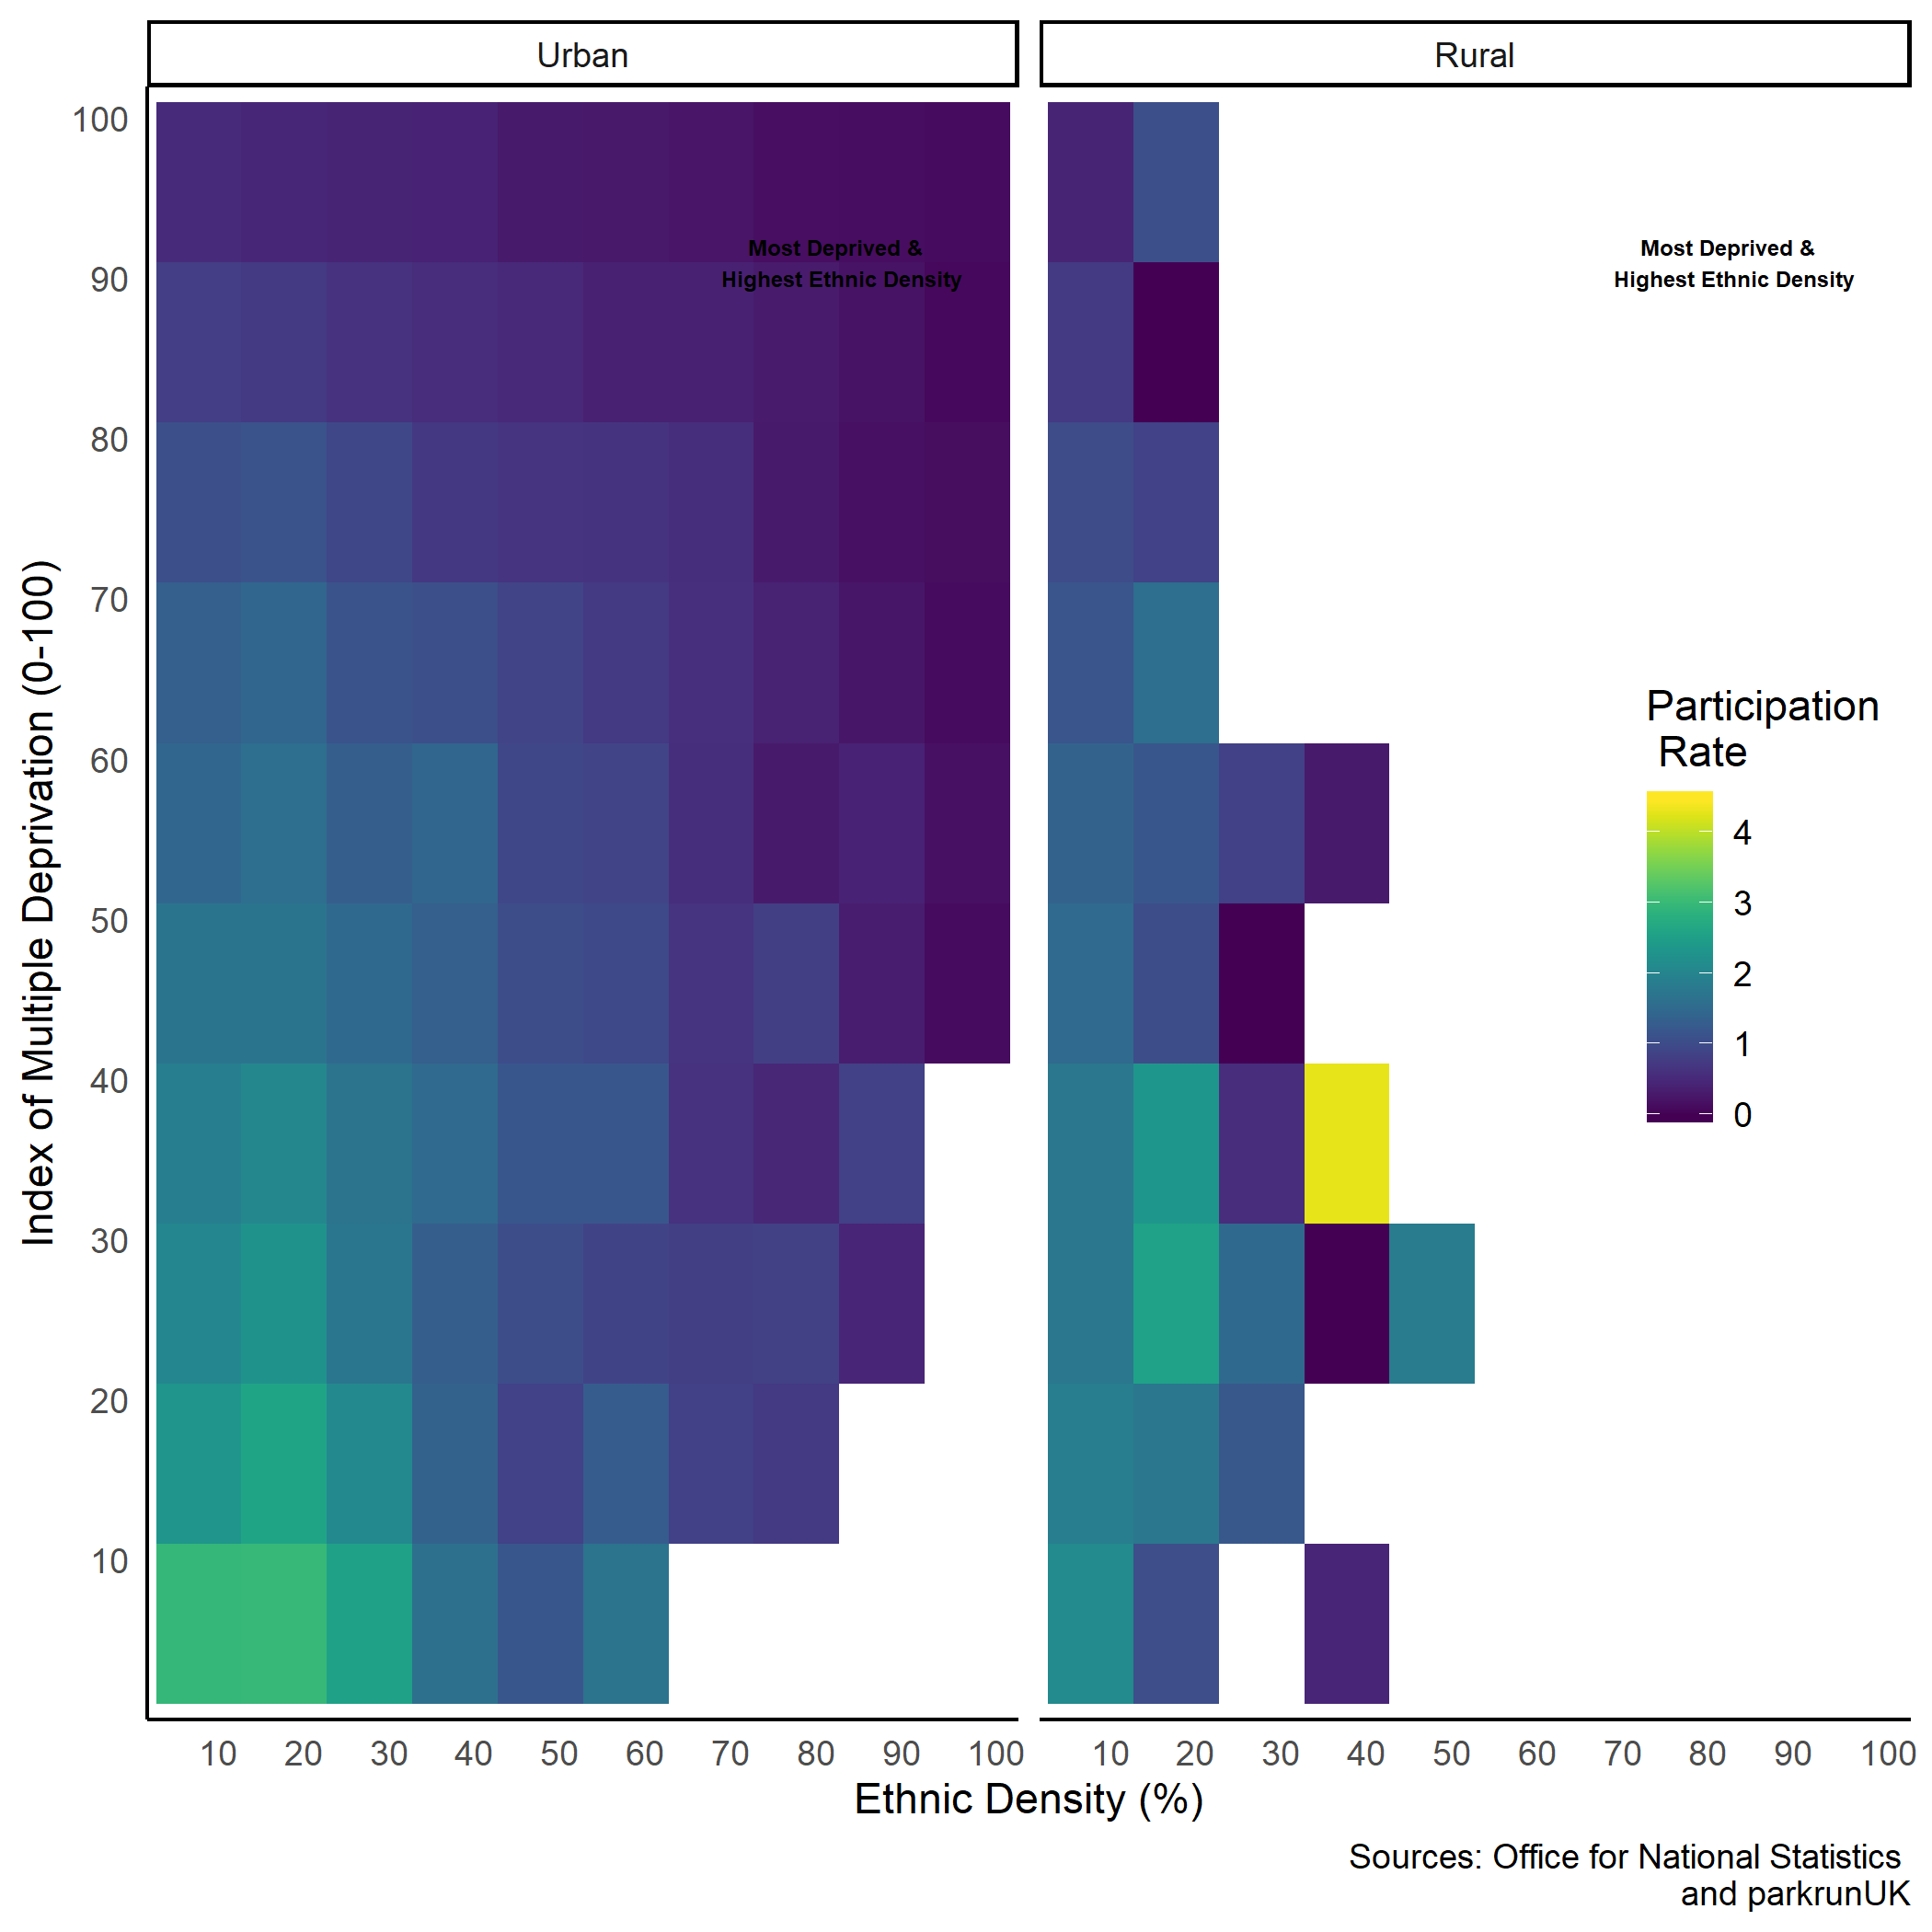 Urban
Rural
100
90
80
70
60
50
40
30
20
10
Index of Multiple Deprivation (0-100)
Most Deprived &
Highest Ethnic Density
Most Deprived &
Highest Ethnic Density
Participation
Rate
4
3
2
1
0
10 20 30 40 50 60 70 80 90 100
10 20 30 40 50 60 70 80 90 100
Ethnic Density (%)
Sources: Office for National Statistics
and parkrunUK